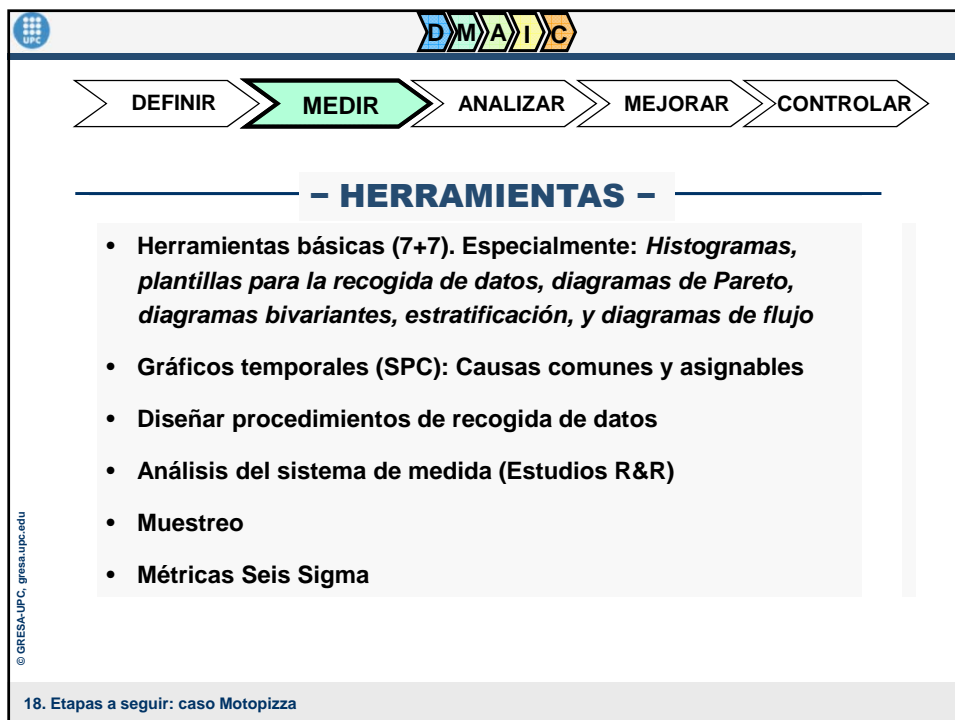 UPC
D M A I C
DEFINIR MEDIR ANALIZAR MEJORAR CONTROLAR
– HERRAMIENTAS –
• Herramientas básicas (7+7). Especialmente: Histogramas,
plantillas para la recogida de datos, diagramas de Pareto,
diagramas bivariantes, estratificación, y diagramas de flujo
• Gráficos temporales (SPC): Causas comunes y asignables
• Diseñar procedimientos de recogida de datos
• Análisis del sistema de medida (Estudios R&R)
• Muestreo
• Métricas Seis Sigma
© GRESA-UPC, gresa.upc.edu
18. Etapas a seguir: caso Motopizza